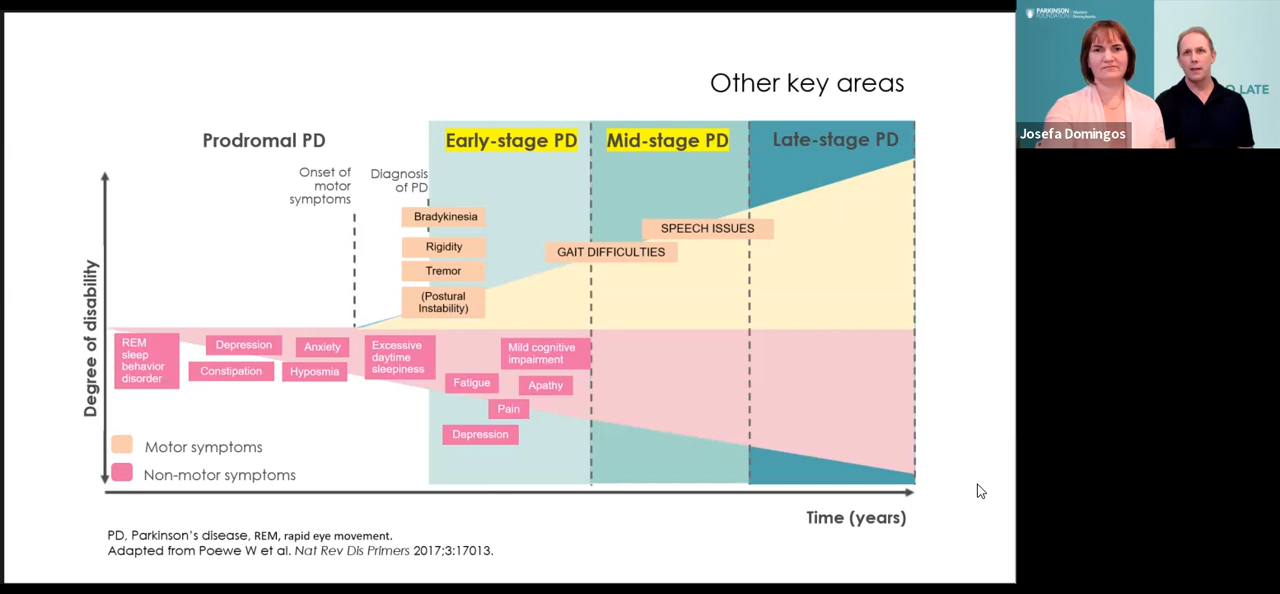 Other key areas
Prodromal PD
Early-stage PD
Mid-stage PD
Late-stage PD
Onset of
motor
symptoms
Diagnosis
of PD
Bradykinesia
Rigidity
Tremor
(Postural
Instability)
GAIT DIFFICULTIES
SPEECH ISSUES
Degree of disability
REM
sleep
behavior
disorder
Depression
Constipation
Anxiety
Hyposmia
Excessive
daytime
sleepiness
Mild cognitive
impairment
Fatigue
Apathy
Pain
Depression
Motor symptoms
Non-motor symptoms
Time (years)
PD, Parkinson's disease, REM, rapid eye movement.
Adapted from Poewe W et al. Nat Rev Dis Primers 2017;3:17013.
PARKINSON
FOUNDATION
Western
Pennsylvania
O LATE
Josefa Domingos